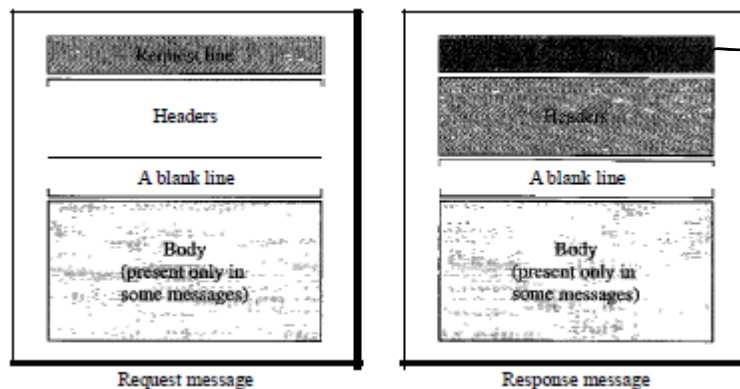 Request line
Headers
A blank line
Body
(present only in
some messages)
Request message
Headers
A blank line
Body
(present only in
some messages)
Response message